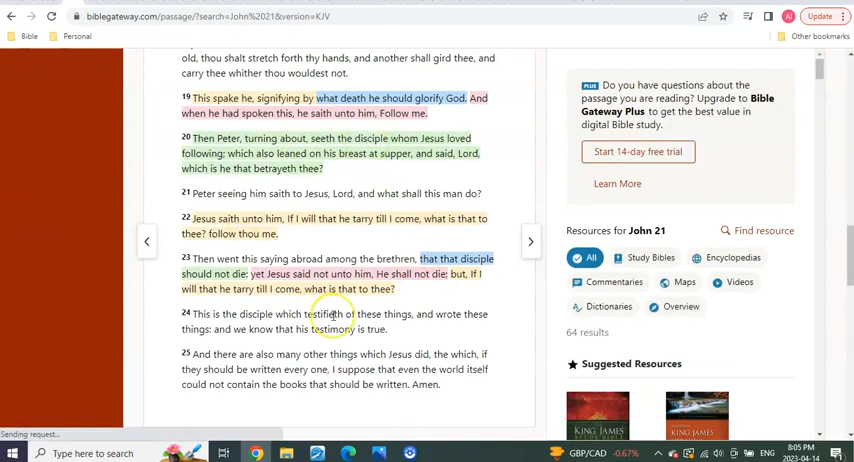 biblegateway.com/passage/?search=John%2021&version=KJV
AI
Update
Bible
Personal
Other bookmarks
old, thou shalt stretch forth thy hands, and another shall gird thee, and
carry thee whither thou wouldest not.
19 This spake he, signifying by what death he should glorify God. And
when he had spoken this, he saith unto him, Follow me.
20 Then Peter, turning about, seeth the disciple whom Jesus loved
following; which also leaned on his breast at supper, and said, Lord,
which is he that betrayeth thee?
21 Peter seeing him saith to Jesus, Lord, and what shall this man do?
22 Jesus saith unto him, If I will that he tarry till I come, what is that to
thee? follow thou me.
23 Then went this saying abroad among the brethren, that that disciple
should not die: yet Jesus said not unto him, He shall not die; but, If I
will that he tarry till I come, what is that to thee?
24 This is the disciple which testifieth of these things, and wrote these
things: and we know that his testimony is true.
25 And there are also many other things which Jesus did, the which, if
they should be written every one, I suppose that even the world itself
could not contain the books that should be written. Amen.
PLUS Do you have questions about the
passage you are reading? Upgrade to Bible
Gateway Plus to get the best value in
digital Bible study.
Start 14-day free trial
Learn More
Resources for John 21
Find resource
All
Study Bibles
Encyclopedias
Commentaries
Maps
Videos
Dictionaries
Overview
64 results
Suggested Resources
KING JAMES
KING JAMES
Sending request...
Type here to search
GBP/CAD -0.67%
ENG
8:05 PM
2023-04-14